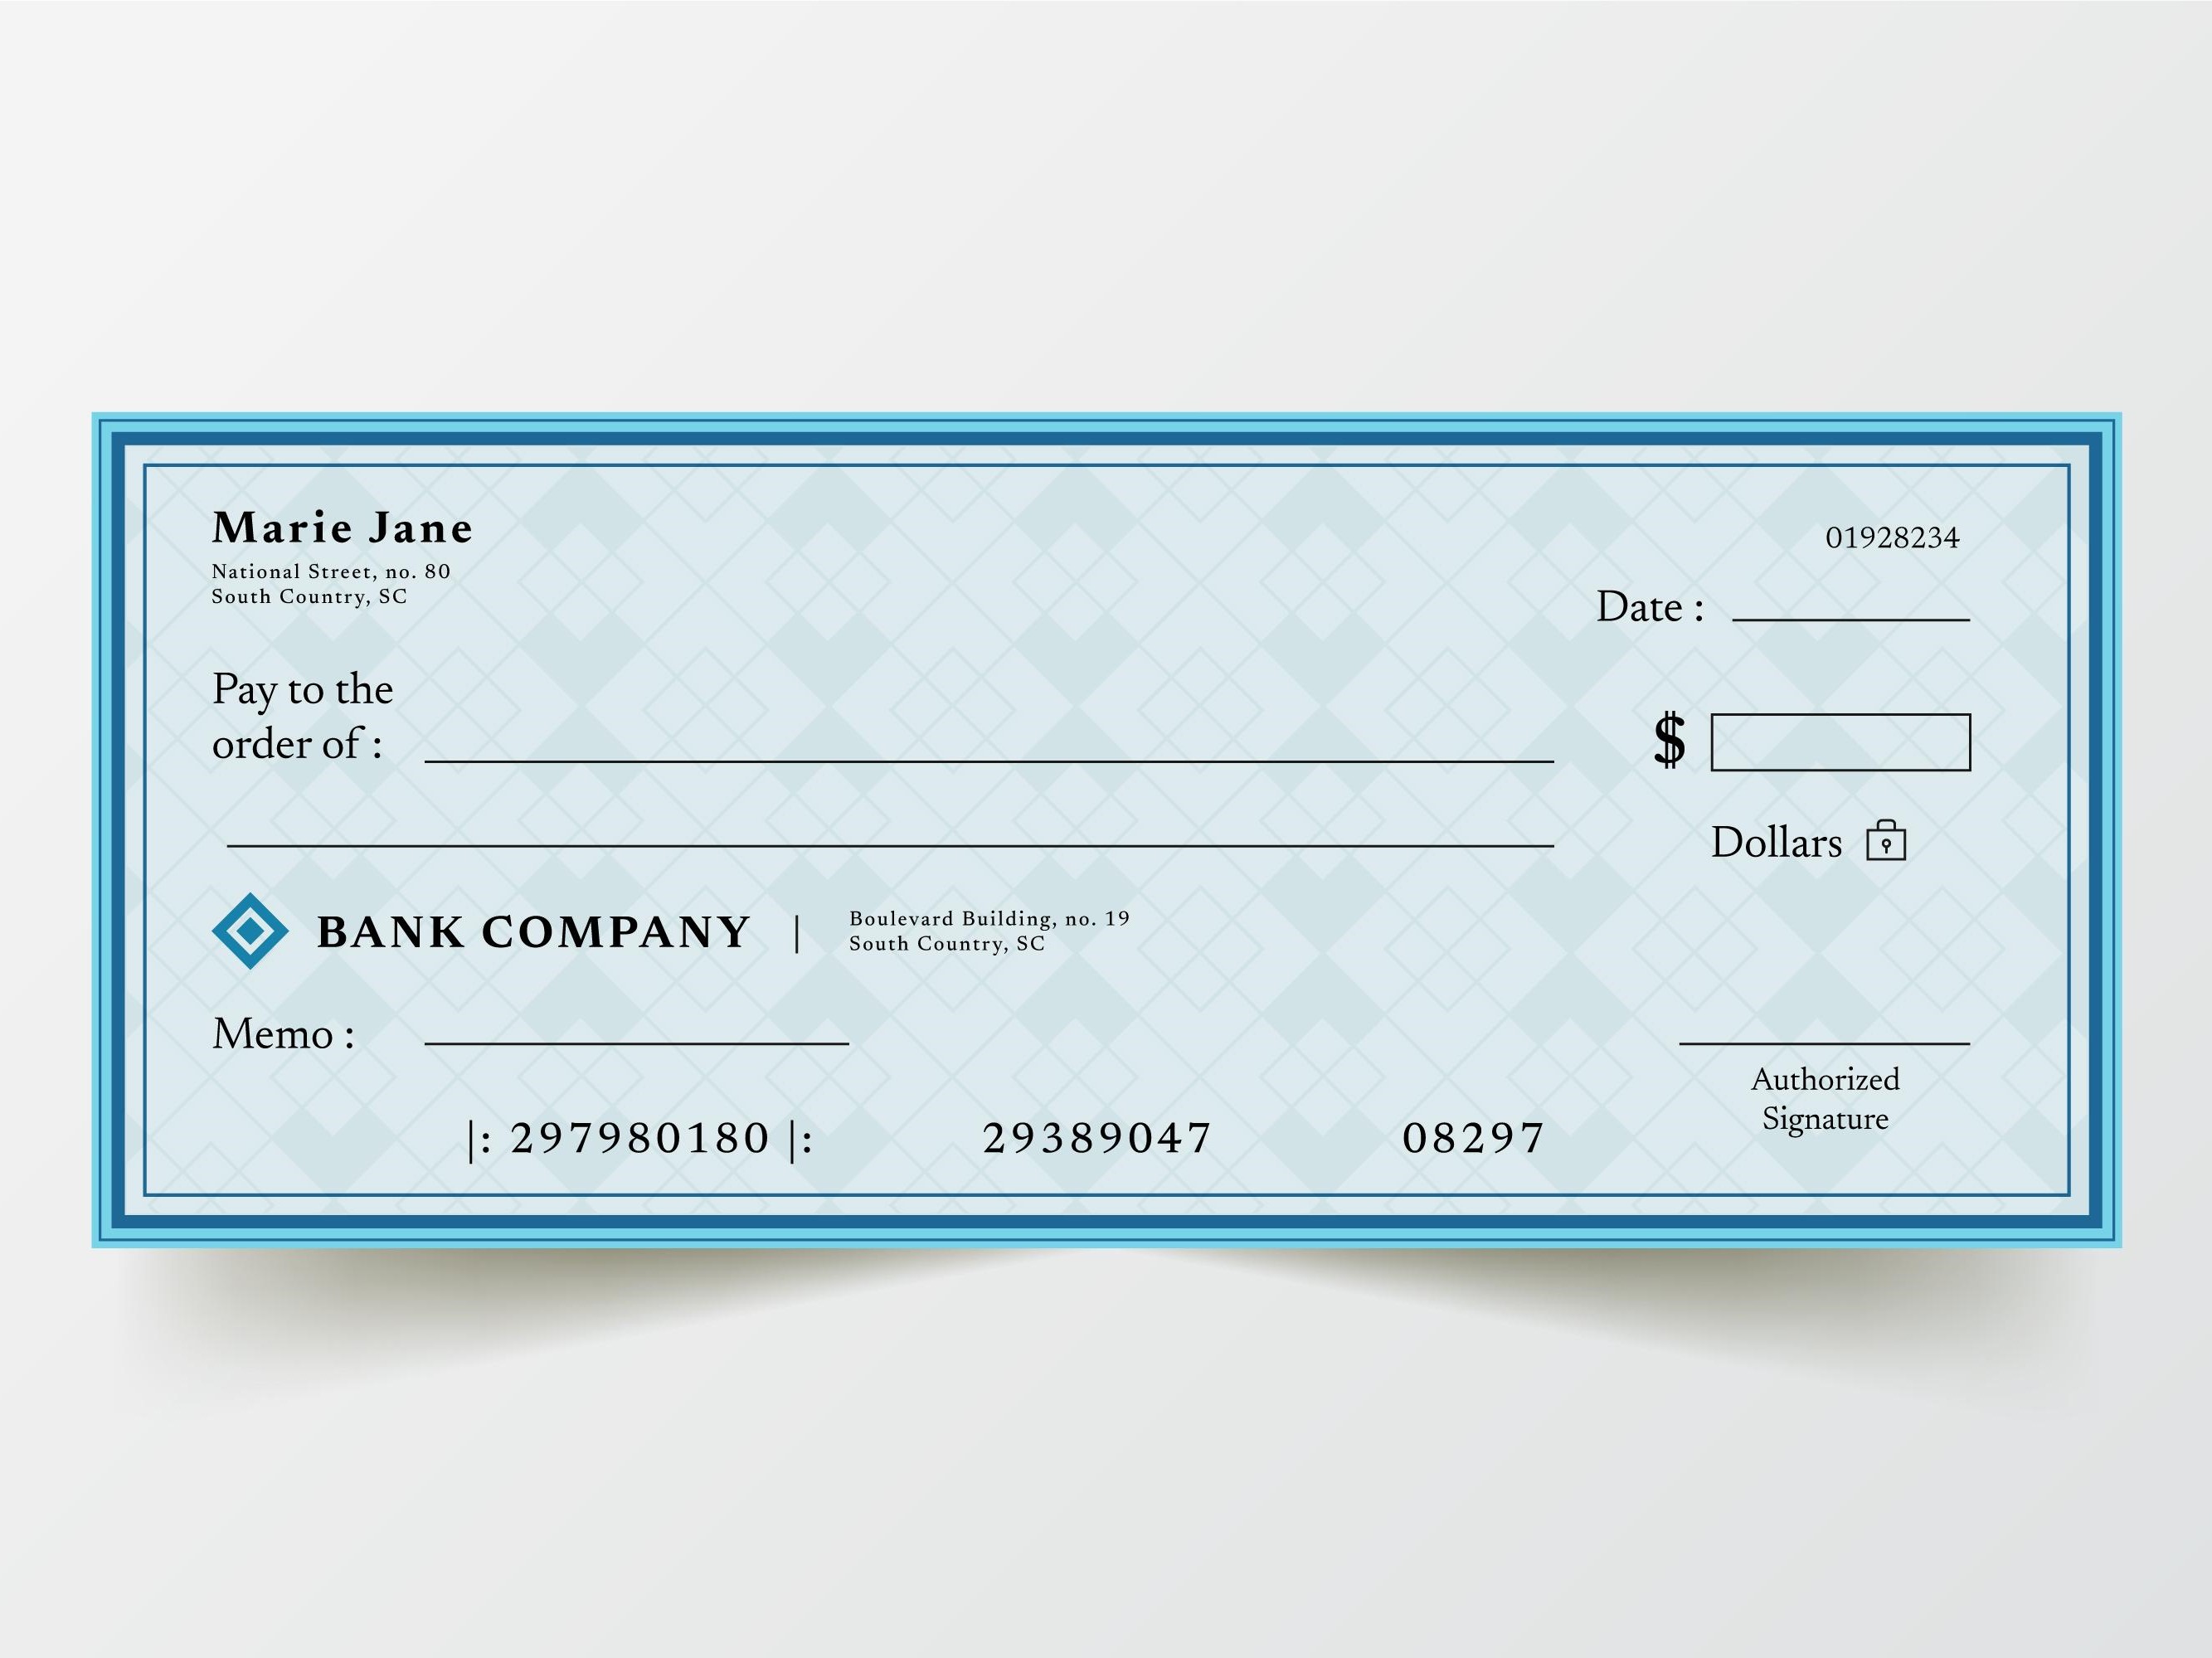 Marie Jane
National Street, no. 80
South Country, SC
01928234
Date :
Pay to the
order of :
$
Dollars
BANK COMPANY |
Boulevard Building, no. 19
South Country, SC
Memo :
Authorized
Signature
|: 297980180 |: 29389047 08297